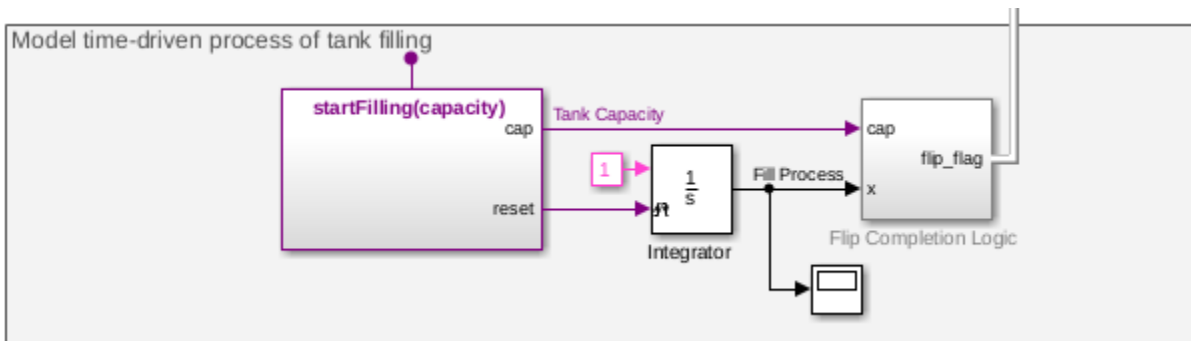 Model time-driven process of tank filling
startFilling(capacity)
cap
Tank Capacity
cap
flip_flag
1
1
s
Fill Process
x
reset
Integrator
Flip Completion Logic